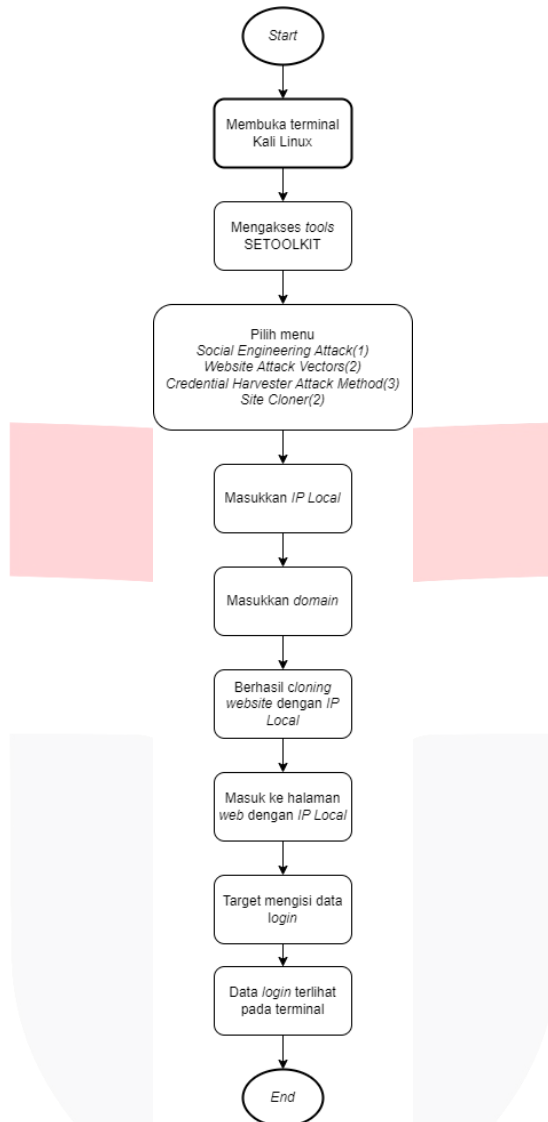 Start
Membuka terminal
Kali Linux
Mengakses tools
SETOOLKIT
Pilih menu
Social Engineering Attack(1)
Website Attack Vectors(2)
Credential Harvester Attack Method(3)
Site Cloner(2)
Masukkan IP Local
Masukkan domain
Berhasil cloning
website dengan IP
Local
Masuk ke halaman
web dengan IP Local
Target mengisi data
login
Data login terlihat
pada terminal
End